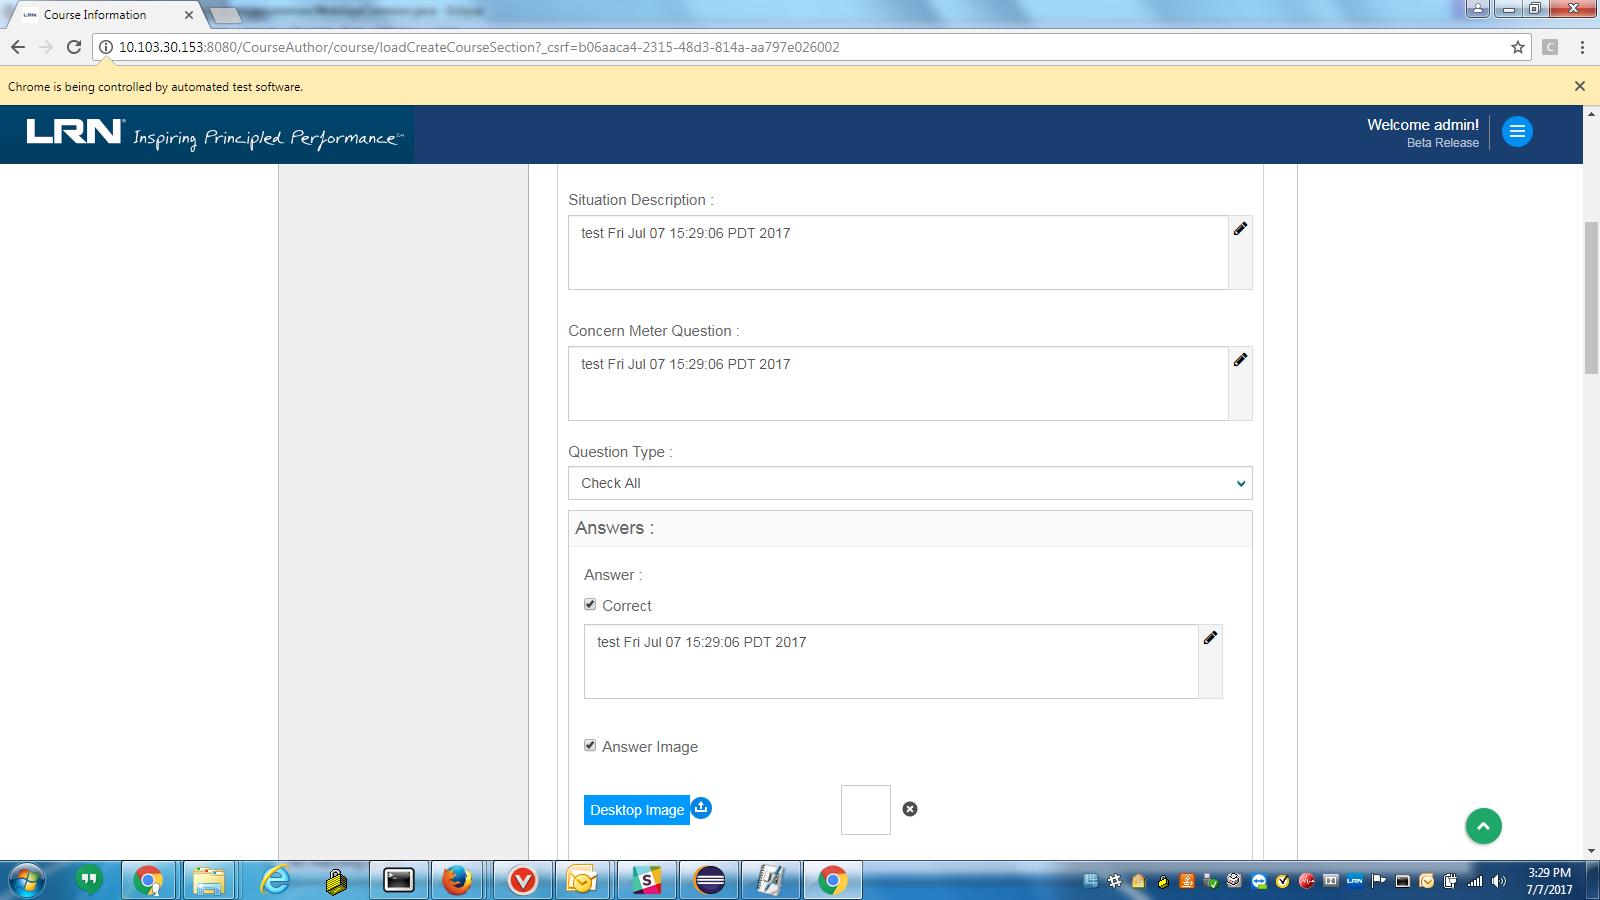 Course Information
10.103.30.153:8080/CourseAuthor/course/loadCreateCourseSection?_csrf=b06aaca4-2315-48d3-814a-aa797e026002
Chrome is being controlled by automated test software.
LRN Inspiring Principled Performance
Welcome admin!
Beta Release
Situation Description :
test Fri Jul 07 15:29:06 PDT 2017
Concern Meter Question :
test Fri Jul 07 15:29:06 PDT 2017
Question Type :
Check All
Answers :
Answer :
Correct
test Fri Jul 07 15:29:06 PDT 2017
Answer Image
Desktop Image
3:29 PM
7/7/2017